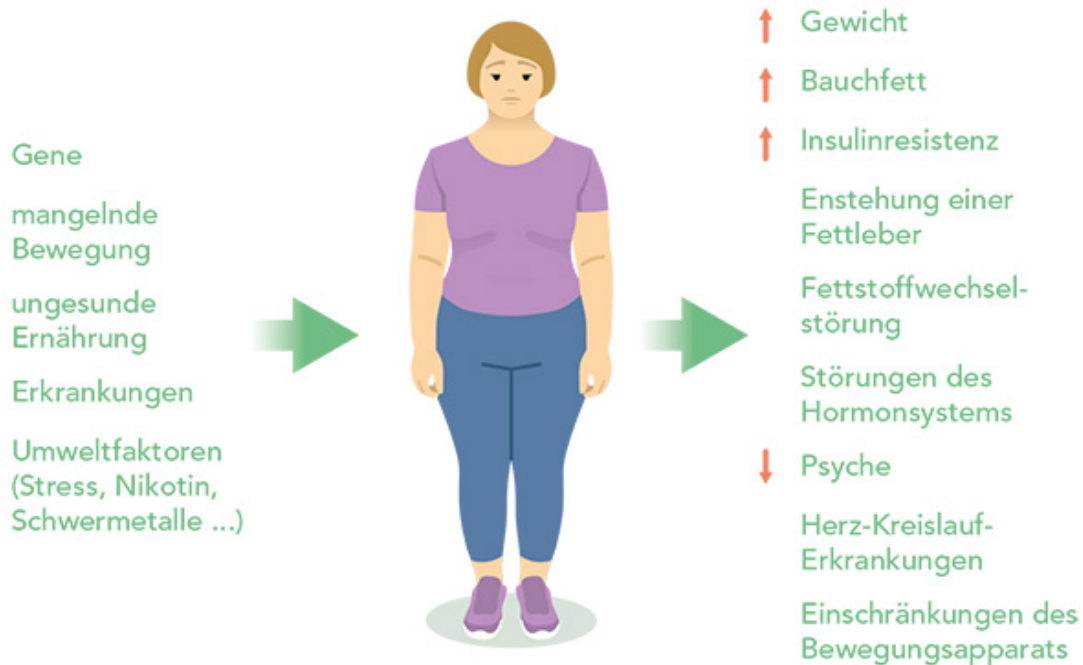 Gene
mangelnde
Bewegung
ungesunde
Ernährung
Erkrankungen
Umweltfaktoren
(Stress, Nikotin,
Schwermetalle ...)
Gewicht
Bauchfett
Insulinresistenz
Enstehung einer
Fettleber
Fettstoffwechsel-
störung
Störungen des
Hormonsystems
Psyche
Herz-Kreislauf-
Erkrankungen
Einschränkungen des
Bewegungsapparats